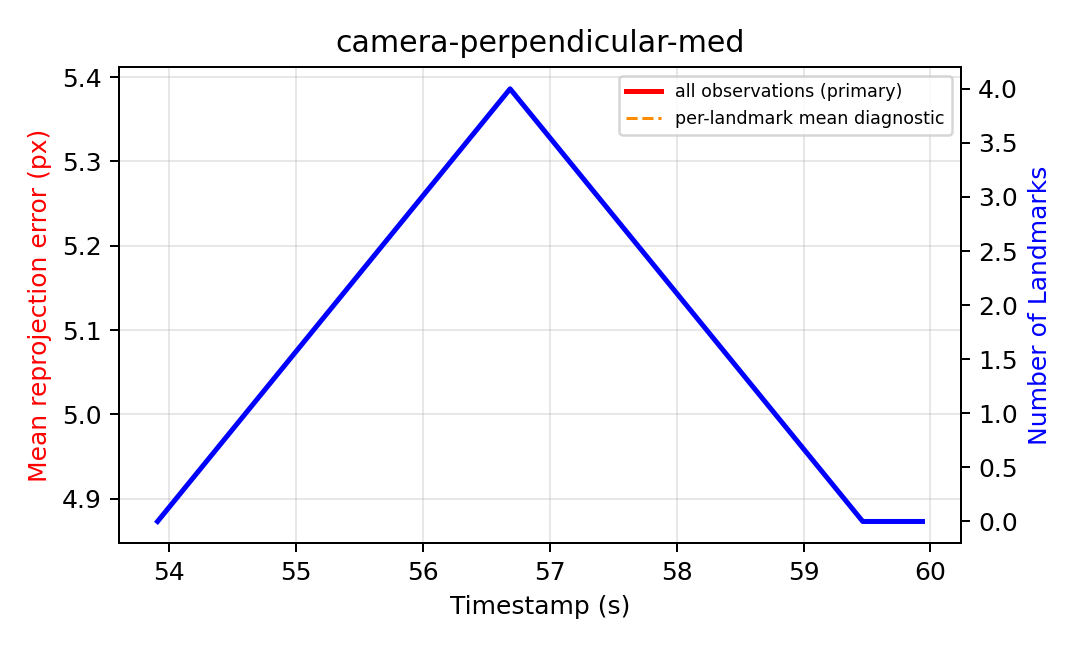 camera-perpendicular-med
all observations (primary)
per-landmark mean diagnostic
Mean reprojection error (px)
5.4
5.3
5.2
5.1
5.0
4.9
Number of Landmarks
4.0
3.5
3.0
2.5
2.0
1.5
1.0
0.5
0.0
54 55 56 57 58 59 60
Timestamp (s)